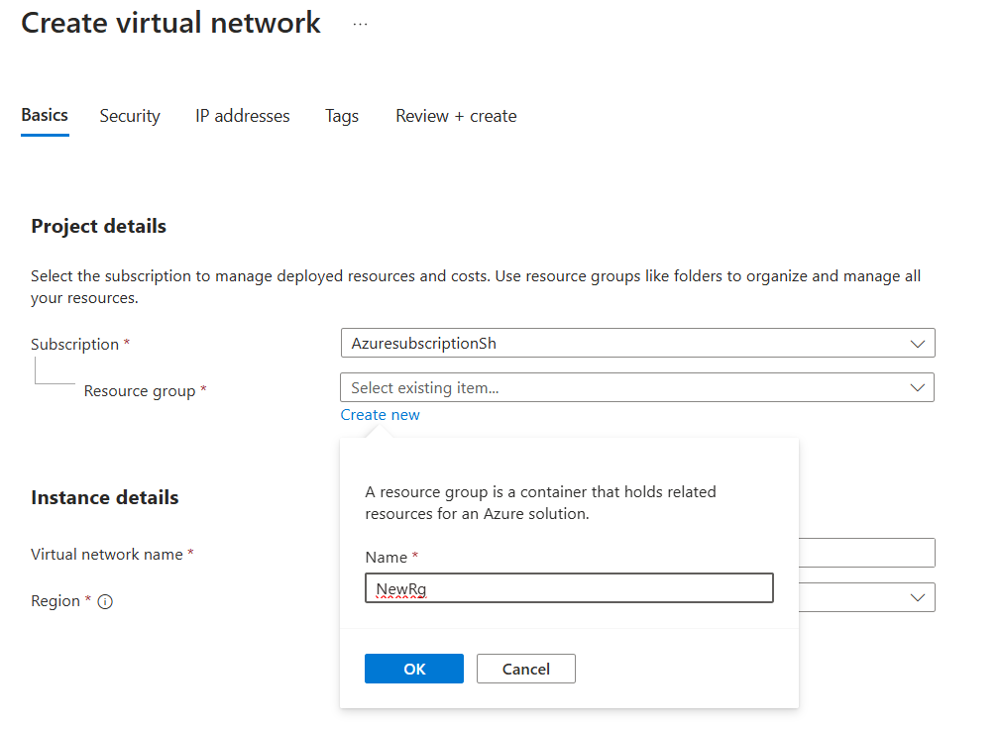 Create virtual network ...
Basics Security IP addresses Tags Review + create
Project details
Select the subscription to manage deployed resources and costs. Use resource groups like folders to organize and manage all
your resources.
Subscription * AzuresubscriptionSh
Resource group * Select existing item...
Create new
A resource group is a container that holds related
resources for an Azure solution.
Instance details
Name *
Virtual network name *
NewRg
Region *
OK Cancel